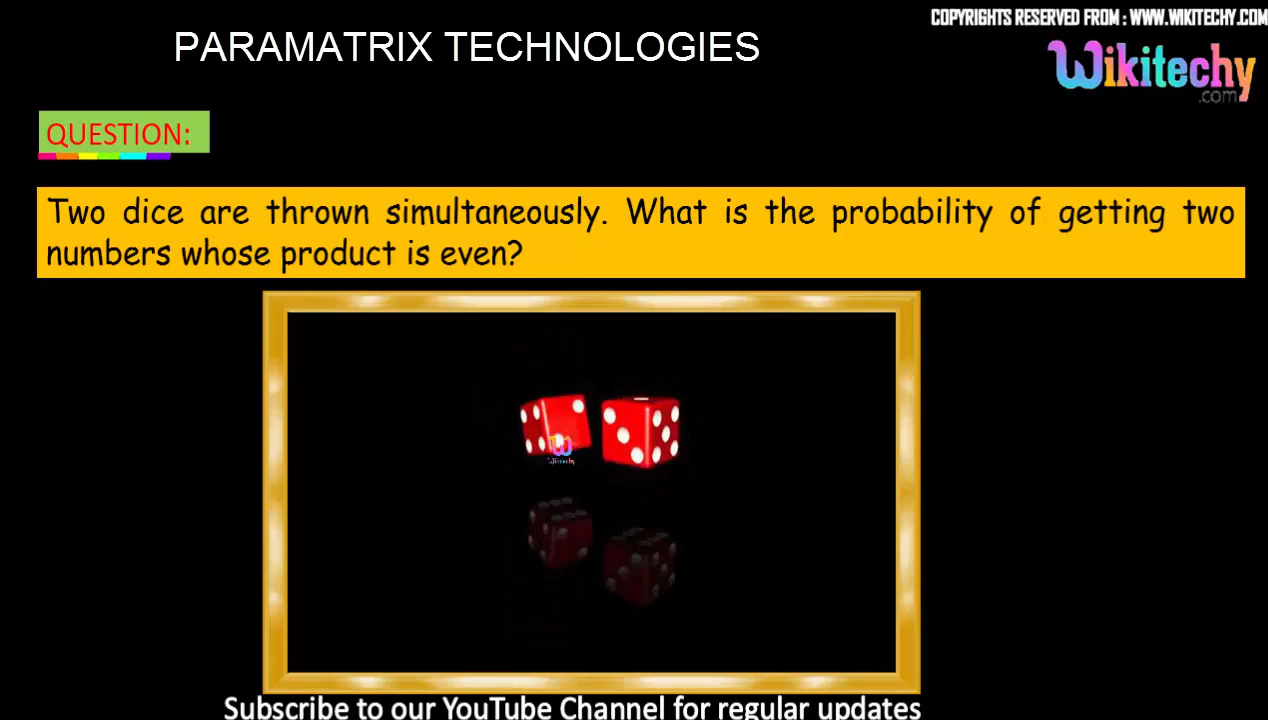 COPYRIGHTS RESERVED FROM : WWW.WIKITECHY.COM
PARAMATRIX TECHNOLOGIES
Wikitechy
.com
QUESTION:
Two dice are thrown simultaneously. What is the probability of getting two
numbers whose product is even?
W
Wikitechy
Subscribe to our YouTube Channel for regular updates